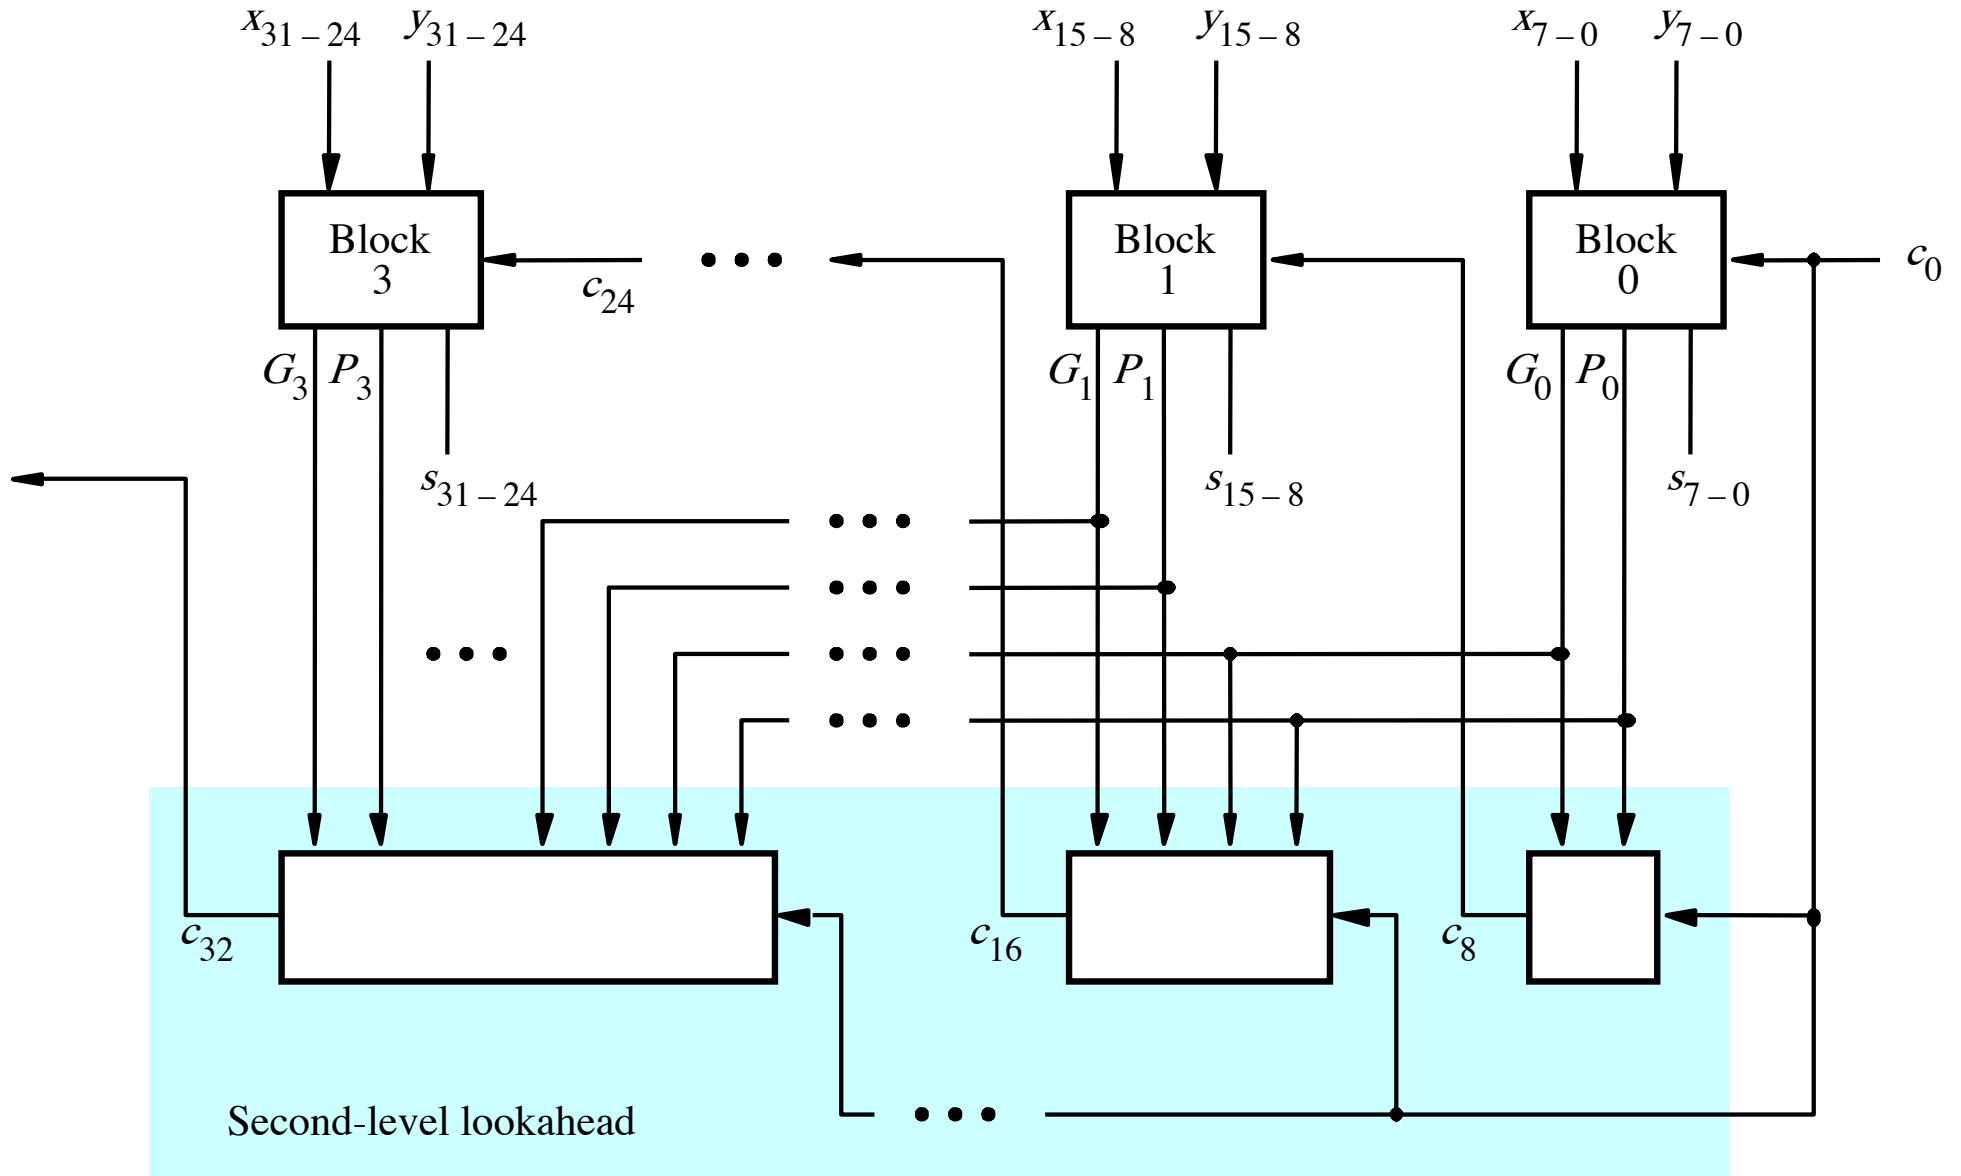 x31 – 24 y31 – 24 x15 – 8 y15 – 8 x7 – 0 y7 – 0
Block
3
Block
1
Block
0
c0
c24
G3 P3 G1 P1 G0 P0
s31 – 24 s15 – 8 s7 – 0
c32 c16 c8
Second-level lookahead